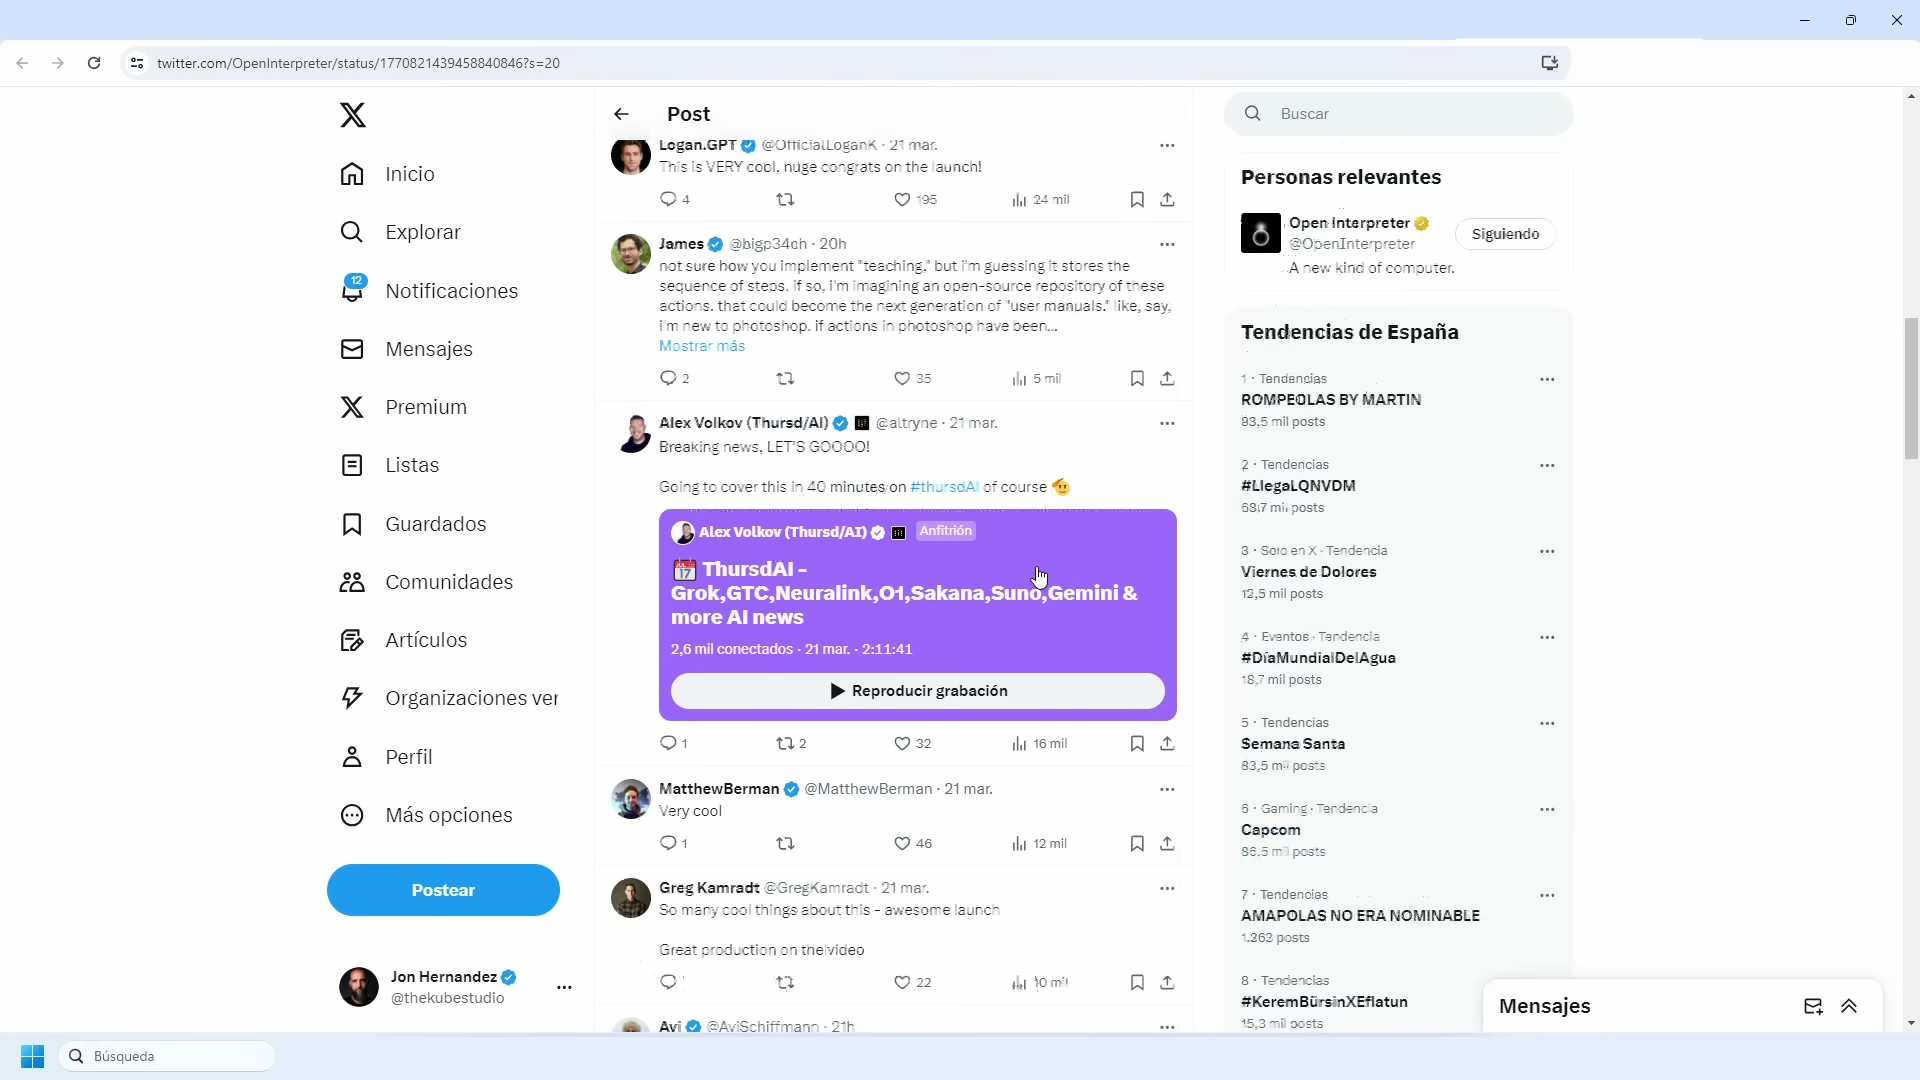 twitter.com/OpenInterpreter/status/1770821439458840846?s=20
Post
Buscar
Inicio
Explorar
12
Notificaciones
Mensajes
Premium
Listas
Guardados
Comunidades
Artículos
Organizaciones ver
Perfil
Más opciones
Postear
Jon Hernandez
@thekubestudio
Logan.GPT @OfficialLoganK · 21 mar.
This is VERY cool, huge congrats on the launch!
4 195 24 mil
James @bigp34ch · 20h
not sure how you implement "teaching," but i'm guessing it stores the
sequence of steps. if so, i'm imagining an open-source repository of these
actions. that could become the next generation of "user manuals." like, say,
i'm new to photoshop. if actions in photoshop have been...
Mostrar más
2 35 5 mil
Alex Volkov (Thursd/AI) @altryne · 21 mar.
Breaking news, LET'S GOOOO!
Going to cover this in 40 minutes on #thursdAI of course
Alex Volkov (Thursd/AI) Anfitrión
JUL 17 ThursdAI -
Grok,GTC,Neuralink,O1,Sakana,Suno,Gemini &
more AI news
2,6 mil conectados · 21 mar. · 2:11:41
Reproducir grabación
1 2 32 16 mil
MatthewBerman @MatthewBerman · 21 mar.
Very cool
1 46 12 mil
Greg Kamradt @GregKamradt · 21 mar.
So many cool things about this - awesome launch
Great production on the video
22 10 mil
Avi @AviSchiffmann · 21h
Personas relevantes
Open Interpreter
@OpenInterpreter
Siguiendo
A new kind of computer.
Tendencias de España
1 · Tendencias
ROMPEOLAS BY MARTIN
93,5 mil posts
2 · Tendencias
#LlegaLQNVDM
68,7 mil posts
3 · Solo en X · Tendencia
Viernes de Dolores
12,5 mil posts
4 · Eventos · Tendencia
#DíaMundialDelAgua
18,7 mil posts
5 · Tendencias
Semana Santa
83,5 mil posts
6 · Gaming · Tendencia
Capcom
86,5 mil posts
7 · Tendencias
AMAPOLAS NO ERA NOMINABLE
1.363 posts
8 · Tendencias
#KeremBürsinXEflatun
15,3 mil posts
Mensajes
Búsqueda